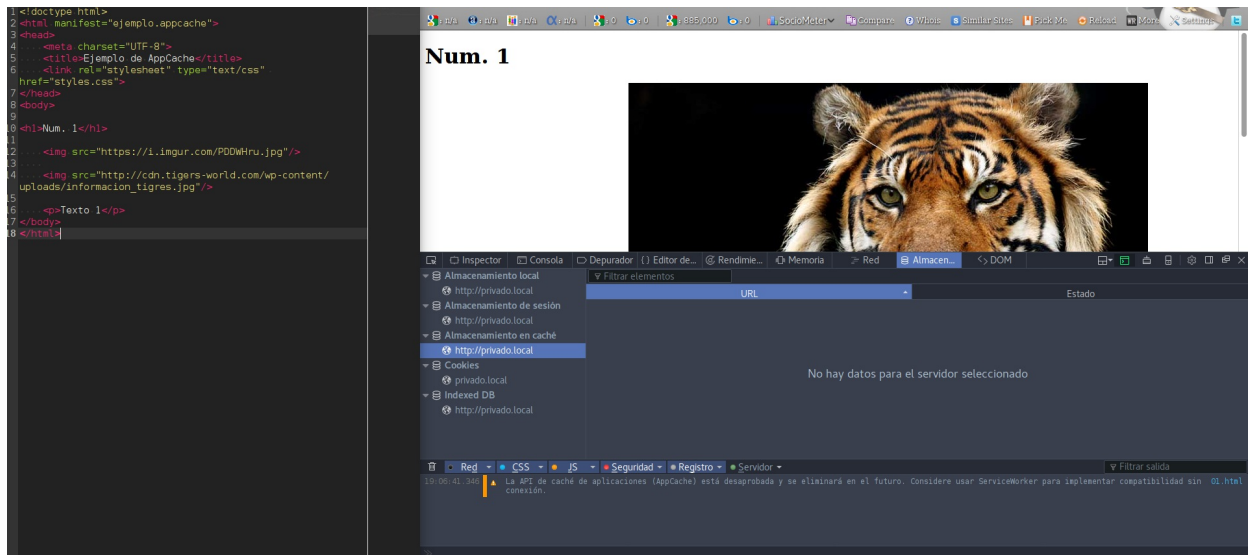 1 <!doctype html>
2 <html manifest="ejemplo.appcache">
3 <head>
4 <meta charset="UTF-8">
5 <title>Ejemplo de AppCache</title>
6 <link rel="stylesheet" type="text/css"
href="styles.css">
7 </head>
8 <body>
9
10 <h1>Num. 1</h1>
11
12 <img src="https://i.imgur.com/PDDWHru.jpg"/>
13
14 <img src="http://cdn.tigers-world.com/wp-content/
uploads/informacion_tigres.jpg"/>
15
16 <p>Texto 1</p>
17 </body>
18 </html>
n/a n/a n/a n/a : 0 : 0 : 885,000 : 0 SocioMeter Compare Whois Similar Sites Pick Me Reload More Settings
Num. 1
Inspector Consola Depurador {} Editor de... Rendimie... Memoria Red Almacen... DOM
Almacenamiento local
http://privado.local
Almacenamiento de sesión
http://privado.local
Almacenamiento en caché
http://privado.local
Cookies
privado.local
Indexed DB
http://privado.local
Filtrar elementos
URL Estado
No hay datos para el servidor seleccionado
Red CSS JS Seguridad Registro Servidor Filtrar salida
19:06:41.346 La API de caché de aplicaciones (AppCache) está desaprobada y se eliminará en el futuro. Considere usar ServiceWorker para implementar compatibilidad sin 01.html
conexión.